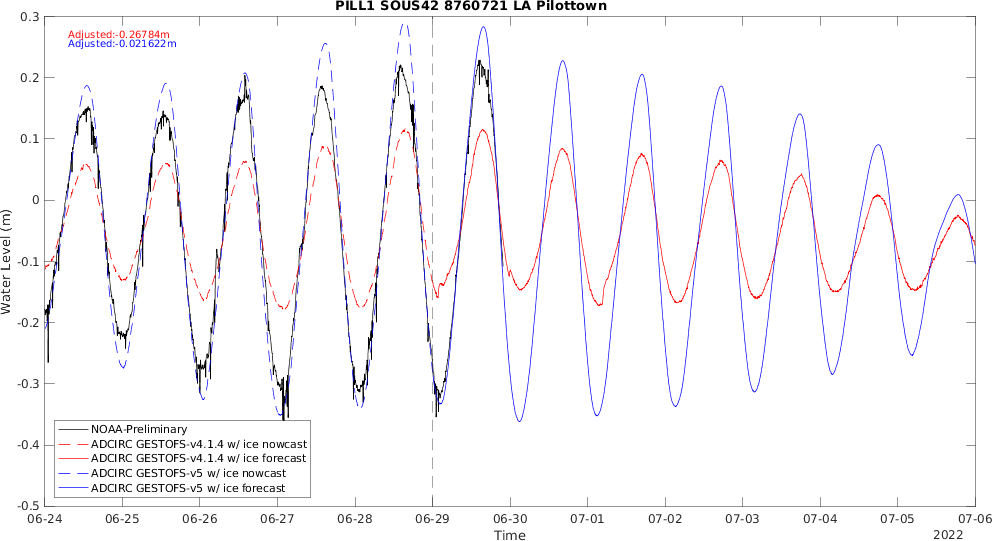 PILL1 SOUS42 8760721 LA Pilottown
Adjusted:-0.26784m
Adjusted:-0.021622m
0.3
0.2
0.1
0
-0.1
-0.2
-0.3
-0.4
-0.5
Water Level (m)
NOAA-Preliminary
ADCIRC GESTOFS-v4.1.4 w/ ice nowcast
ADCIRC GESTOFS-v4.1.4 w/ ice forecast
ADCIRC GESTOFS-v5 w/ ice nowcast
ADCIRC GESTOFS-v5 w/ ice forecast
06-24 06-25 06-26 06-27 06-28 06-29 06-30 07-01 07-02 07-03 07-04 07-05 07-06
Time
2022